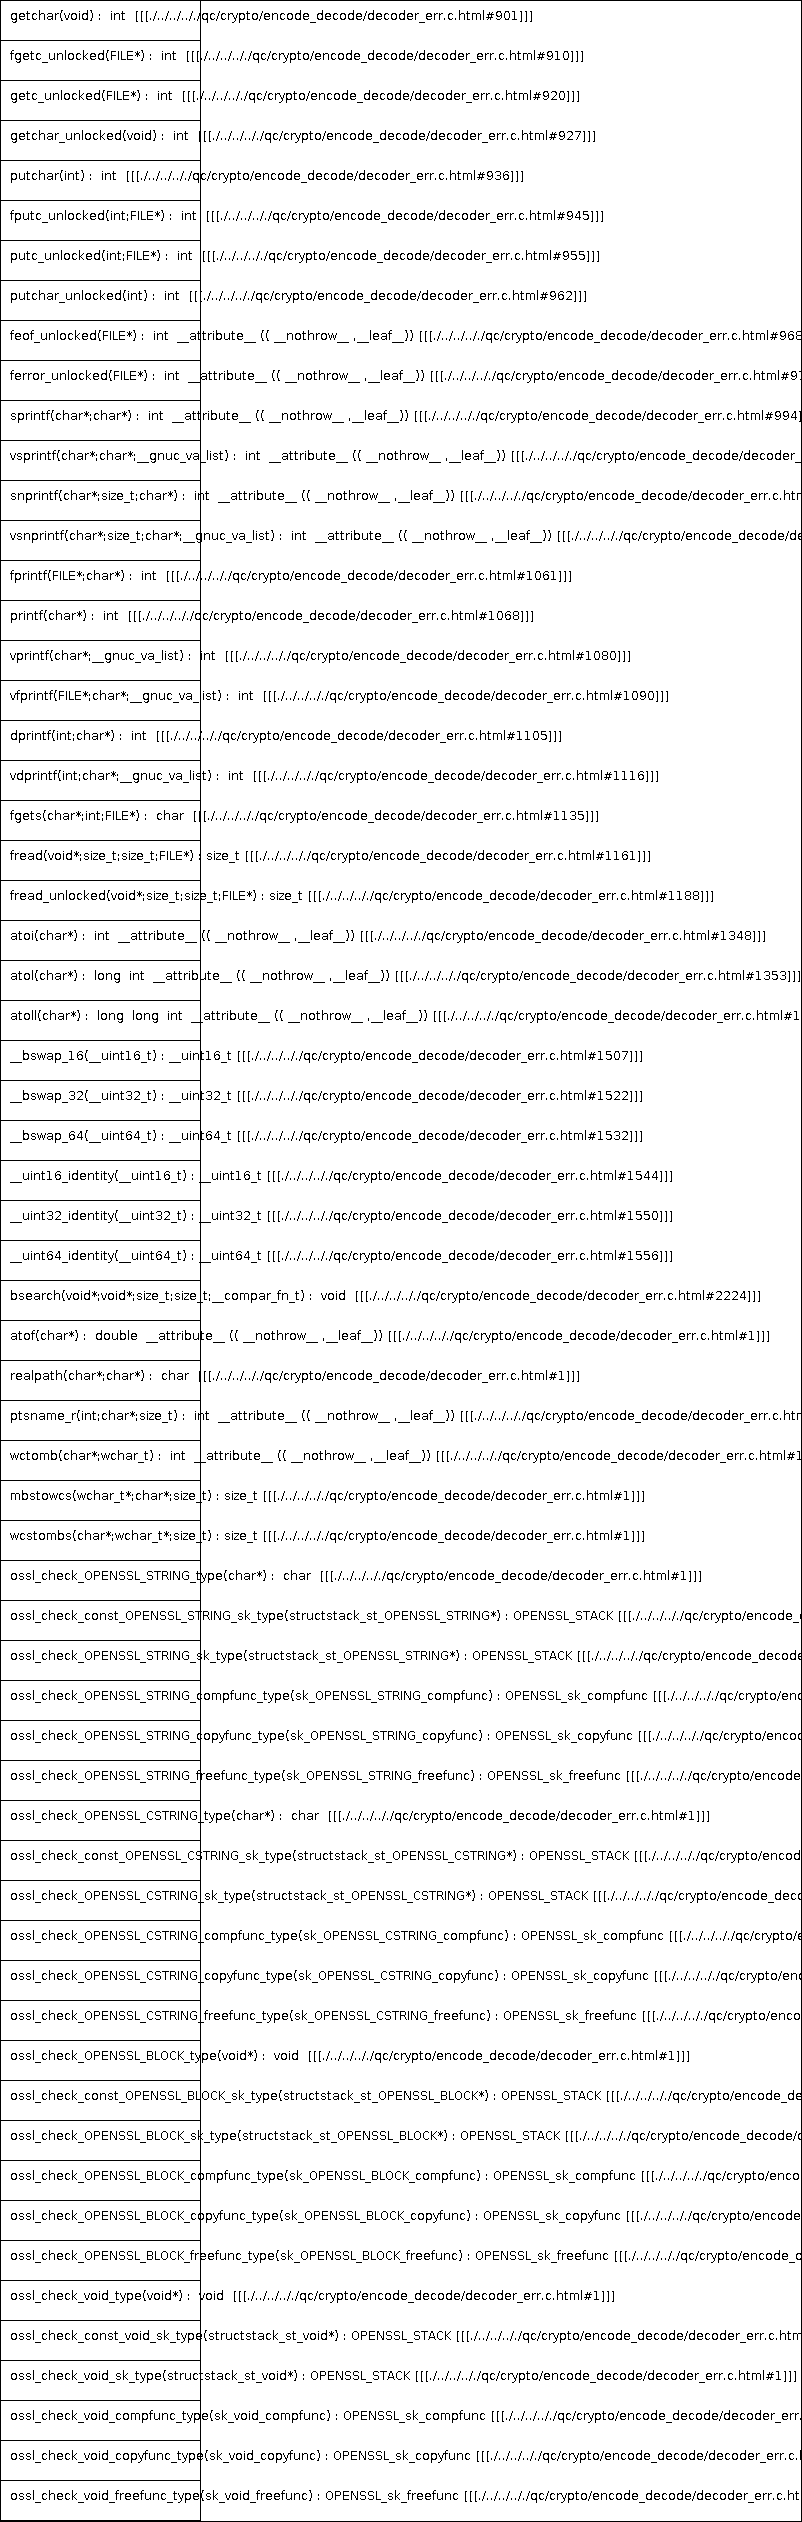 getchar(void) : int [[[./../../../../qc/crypto/encode_decode/decoder_err.c.html#901]]]
fgetc_unlocked(FILE*) : int [[[./../../../../qc/crypto/encode_decode/decoder_err.c.html#910]]]
getc_unlocked(FILE*) : int [[[./../../../../qc/crypto/encode_decode/decoder_err.c.html#920]]]
getchar_unlocked(void) : int [[[./../../../../qc/crypto/encode_decode/decoder_err.c.html#927]]]
putchar(int) : int [[[./../../../../qc/crypto/encode_decode/decoder_err.c.html#936]]]
fputc_unlocked(int;FILE*) : int [[[./../../../../qc/crypto/encode_decode/decoder_err.c.html#945]]]
putc_unlocked(int;FILE*) : int [[[./../../../../qc/crypto/encode_decode/decoder_err.c.html#955]]]
putchar_unlocked(int) : int [[[./../../../../qc/crypto/encode_decode/decoder_err.c.html#962]]]
feof_unlocked(FILE*) : int __attribute__ (( __nothrow__ ,__leaf__)) [[[./../../../../qc/crypto/encode_decode/decoder_err.c.html#968
ferror_unlocked(FILE*) : int __attribute__ (( __nothrow__ ,__leaf__)) [[[./../../../../qc/crypto/encode_decode/decoder_err.c.html#97
sprintf(char*;char*) : int __attribute__ (( __nothrow__ ,__leaf__)) [[[./../../../../qc/crypto/encode_decode/decoder_err.c.html#994]
vsprintf(char*;char*;__gnuc_va_list) : int __attribute__ (( __nothrow__ ,__leaf__)) [[[./../../../../qc/crypto/encode_decode/decoder_
snprintf(char*;size_t;char*) : int __attribute__ (( __nothrow__ ,__leaf__)) [[[./../../../../qc/crypto/encode_decode/decoder_err.c.htm
vsnprintf(char*;size_t;char*;__gnuc_va_list) : int __attribute__ (( __nothrow__ ,__leaf__)) [[[./../../../../qc/crypto/encode_decode/de
fprintf(FILE*;char*) : int [[[./../../../../qc/crypto/encode_decode/decoder_err.c.html#1061]]]
printf(char*) : int [[[./../../../../qc/crypto/encode_decode/decoder_err.c.html#1068]]]
vprintf(char*;__gnuc_va_list) : int [[[./../../../../qc/crypto/encode_decode/decoder_err.c.html#1080]]]
vfprintf(FILE*;char*;__gnuc_va_list) : int [[[./../../../../qc/crypto/encode_decode/decoder_err.c.html#1090]]]
dprintf(int;char*) : int [[[./../../../../qc/crypto/encode_decode/decoder_err.c.html#1105]]]
vdprintf(int;char*;__gnuc_va_list) : int [[[./../../../../qc/crypto/encode_decode/decoder_err.c.html#1116]]]
fgets(char*;int;FILE*) : char [[[./../../../../qc/crypto/encode_decode/decoder_err.c.html#1135]]]
fread(void*;size_t;size_t;FILE*) : size_t [[[./../../../../qc/crypto/encode_decode/decoder_err.c.html#1161]]]
fread_unlocked(void*;size_t;size_t;FILE*) : size_t [[[./../../../../qc/crypto/encode_decode/decoder_err.c.html#1188]]]
atoi(char*) : int __attribute__ (( __nothrow__ ,__leaf__)) [[[./../../../../qc/crypto/encode_decode/decoder_err.c.html#1348]]]
atol(char*) : long int __attribute__ (( __nothrow__ ,__leaf__)) [[[./../../../../qc/crypto/encode_decode/decoder_err.c.html#1353]]]
atoll(char*) : long long int __attribute__ (( __nothrow__ ,__leaf__)) [[[./../../../../qc/crypto/encode_decode/decoder_err.c.html#1
__bswap_16(__uint16_t) : __uint16_t [[[./../../../../qc/crypto/encode_decode/decoder_err.c.html#1507]]]
__bswap_32(__uint32_t) : __uint32_t [[[./../../../../qc/crypto/encode_decode/decoder_err.c.html#1522]]]
__bswap_64(__uint64_t) : __uint64_t [[[./../../../../qc/crypto/encode_decode/decoder_err.c.html#1532]]]
__uint16_identity(__uint16_t) : __uint16_t [[[./../../../../qc/crypto/encode_decode/decoder_err.c.html#1544]]]
__uint32_identity(__uint32_t) : __uint32_t [[[./../../../../qc/crypto/encode_decode/decoder_err.c.html#1550]]]
__uint64_identity(__uint64_t) : __uint64_t [[[./../../../../qc/crypto/encode_decode/decoder_err.c.html#1556]]]
bsearch(void*;void*;size_t;size_t;__compar_fn_t) : void [[[./../../../../qc/crypto/encode_decode/decoder_err.c.html#2224]]]
atof(char*) : double __attribute__ (( __nothrow__ ,__leaf__)) [[[./../../../../qc/crypto/encode_decode/decoder_err.c.html#1]]]
realpath(char*;char*) : char [[[./../../../../qc/crypto/encode_decode/decoder_err.c.html#1]]]
ptsname_r(int;char*;size_t) : int __attribute__ (( __nothrow__ ,__leaf__)) [[[./../../../../qc/crypto/encode_decode/decoder_err.c.htm
wctomb(char*;wchar_t) : int __attribute__ (( __nothrow__ ,__leaf__)) [[[./../../../../qc/crypto/encode_decode/decoder_err.c.html#1
mbstowcs(wchar_t*;char*;size_t) : size_t [[[./../../../../qc/crypto/encode_decode/decoder_err.c.html#1]]]
wcstombs(char*;wchar_t*;size_t) : size_t [[[./../../../../qc/crypto/encode_decode/decoder_err.c.html#1]]]
ossl_check_OPENSSL_STRING_type(char*) : char [[[./../../../../qc/crypto/encode_decode/decoder_err.c.html#1]]]
ossl_check_const_OPENSSL_STRING_sk_type(structstack_st_OPENSSL_STRING*) : OPENSSL_STACK [[[./../../../../qc/crypto/encode_
ossl_check_OPENSSL_STRING_sk_type(structstack_st_OPENSSL_STRING*) : OPENSSL_STACK [[[./../../../../qc/crypto/encode_decode
ossl_check_OPENSSL_STRING_compfunc_type(sk_OPENSSL_STRING_compfunc) : OPENSSL_sk_compfunc [[[./../../../../qc/crypto/enc
ossl_check_OPENSSL_STRING_copyfunc_type(sk_OPENSSL_STRING_copyfunc) : OPENSSL_sk_copyfunc [[[./../../../../qc/crypto/encod
ossl_check_OPENSSL_STRING_freefunc_type(sk_OPENSSL_STRING_freefunc) : OPENSSL_sk_freefunc [[[./../../../../qc/crypto/encode
ossl_check_OPENSSL_CSTRING_type(char*) : char [[[./../../../../qc/crypto/encode_decode/decoder_err.c.html#1]]]
ossl_check_const_OPENSSL_CSTRING_sk_type(structstack_st_OPENSSL_CSTRING*) : OPENSSL_STACK [[[./../../../../qc/crypto/encod
ossl_check_OPENSSL_CSTRING_sk_type(structstack_st_OPENSSL_CSTRING*) : OPENSSL_STACK [[[./../../../../qc/crypto/encode_deco
ossl_check_OPENSSL_CSTRING_compfunc_type(sk_OPENSSL_CSTRING_compfunc) : OPENSSL_sk_compfunc [[[./../../../../qc/crypto/e
ossl_check_OPENSSL_CSTRING_copyfunc_type(sk_OPENSSL_CSTRING_copyfunc) : OPENSSL_sk_copyfunc [[[./../../../../qc/crypto/enc
ossl_check_OPENSSL_CSTRING_freefunc_type(sk_OPENSSL_CSTRING_freefunc) : OPENSSL_sk_freefunc [[[./../../../../qc/crypto/enco
ossl_check_OPENSSL_BLOCK_type(void*) : void [[[./../../../../qc/crypto/encode_decode/decoder_err.c.html#1]]]
ossl_check_const_OPENSSL_BLOCK_sk_type(structstack_st_OPENSSL_BLOCK*) : OPENSSL_STACK [[[./../../../../qc/crypto/encode_de
ossl_check_OPENSSL_BLOCK_sk_type(structstack_st_OPENSSL_BLOCK*) : OPENSSL_STACK [[[./../../../../qc/crypto/encode_decode/d
ossl_check_OPENSSL_BLOCK_compfunc_type(sk_OPENSSL_BLOCK_compfunc) : OPENSSL_sk_compfunc [[[./../../../../qc/crypto/enco
ossl_check_OPENSSL_BLOCK_copyfunc_type(sk_OPENSSL_BLOCK_copyfunc) : OPENSSL_sk_copyfunc [[[./../../../../qc/crypto/encode
ossl_check_OPENSSL_BLOCK_freefunc_type(sk_OPENSSL_BLOCK_freefunc) : OPENSSL_sk_freefunc [[[./../../../../qc/crypto/encode_d
ossl_check_void_type(void*) : void [[[./../../../../qc/crypto/encode_decode/decoder_err.c.html#1]]]
ossl_check_const_void_sk_type(structstack_st_void*) : OPENSSL_STACK [[[./../../../../qc/crypto/encode_decode/decoder_err.c.htm
ossl_check_void_sk_type(structstack_st_void*) : OPENSSL_STACK [[[./../../../../qc/crypto/encode_decode/decoder_err.c.html#1]]]
ossl_check_void_compfunc_type(sk_void_compfunc) : OPENSSL_sk_compfunc [[[./../../../../qc/crypto/encode_decode/decoder_err.
ossl_check_void_copyfunc_type(sk_void_copyfunc) : OPENSSL_sk_copyfunc [[[./../../../../qc/crypto/encode_decode/decoder_err.c.h
ossl_check_void_freefunc_type(sk_void_freefunc) : OPENSSL_sk_freefunc [[[./../../../../qc/crypto/encode_decode/decoder_err.c.ht